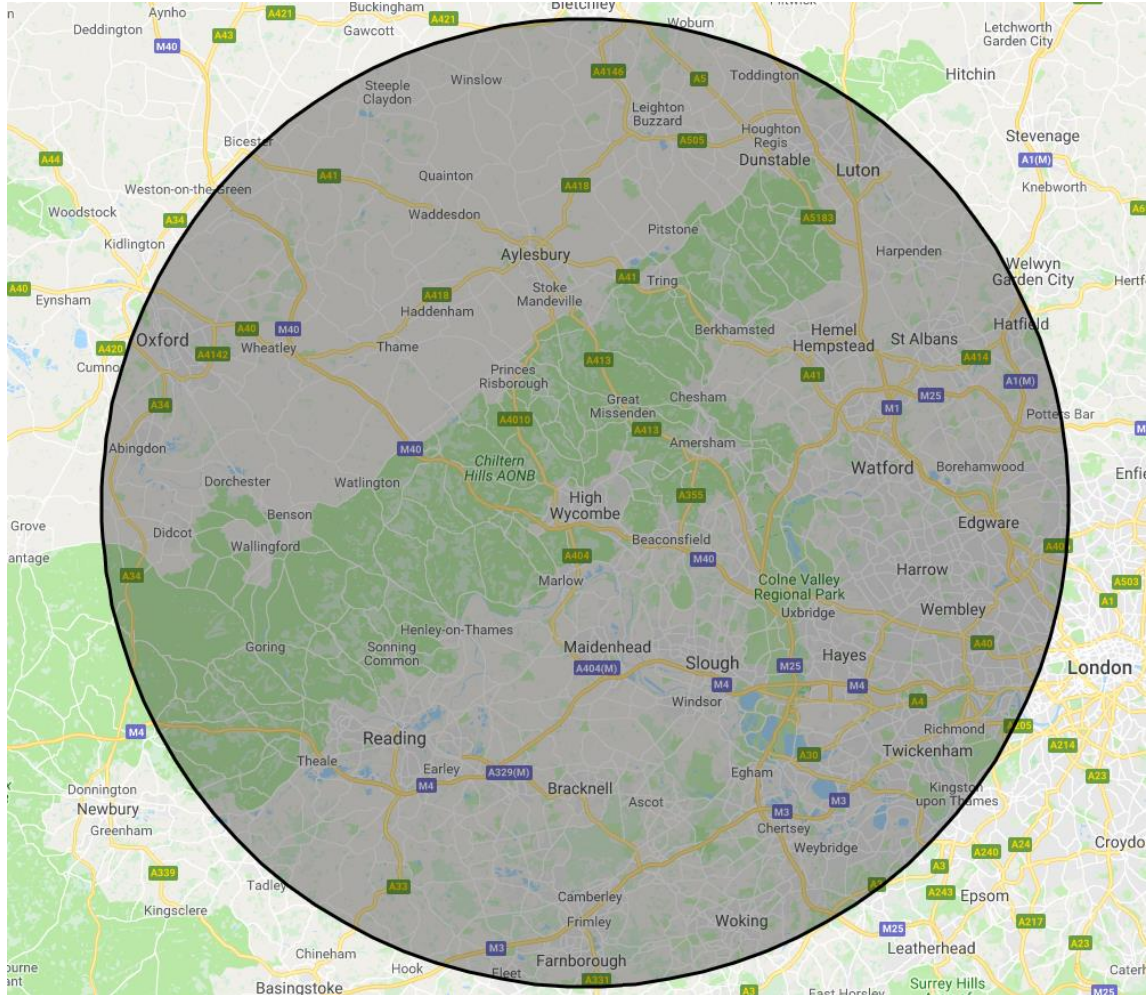 Aynho
A421
Buckingham
A421
Bletchley
Woburn
Deddington
M40
A43
Gawcott
Letchworth
Garden City
A4146
A5
Toddington
Hitchin
Steeple
Claydon
Winslow
Leighton
Buzzard
Houghton
Regis
Stevenage
A44
Bicester
A505
Dunstable
A1(M)
Luton
A41
Quainton
A418
Knebworth
Weston-on-the-Green
Woodstock
A34
Waddesdon
A5183
Pitstone
Kidlington
Aylesbury
Harpenden
A41
Tring
Welwyn
Garden City
A40
Eynsham
A418
Haddenham
Stoke
Mandeville
Oxford
A40
M40
Berkhamsted
Hemel
Hempstead
St Albans
Hatfield
A420
A4142
Wheatley
Thame
A413
A414
Princes
Risborough
A41
A1(M)
A34
Great
Missenden
Chesham
M1
M25
Potters Bar
A4010
A413
Amersham
Abingdon
M40
Chiltern
Hills AONB
Watford
Borehamwood
Dorchester
Watlington
High
Wycombe
A355
Grove
Benson
Edgware
Didcot
Wallingford
Beaconsfield
A404
M40
Harrow
A34
Marlow
Colne Valley
Regional Park
A503
A1
Uxbridge
Wembley
Henley-on-Thames
Goring
Sonning
Common
Maidenhead
A40
A404(M)
Slough
M25
Hayes
London
M4
M4
Windsor
A4
M4
Reading
Richmond
A205
A214
Theale
Earley
A329(M)
Twickenham
A30
M4
Egham
A23
Donnington
Newbury
Bracknell
Ascot
Kingston
upon Thames
M3
M3
Greenham
Chertsey
Weybridge
A24
Croydo
A240
A339
Tadley
A33
A3
A243
Epsom
Camberley
Kingsclere
Frimley
Woking
A217
M25
Chineham
M3
Leatherhead
A23
Hook
Farnborough
Fleet
A331
Basingstoke
A3
East Horsley
Surrey Hills
M25